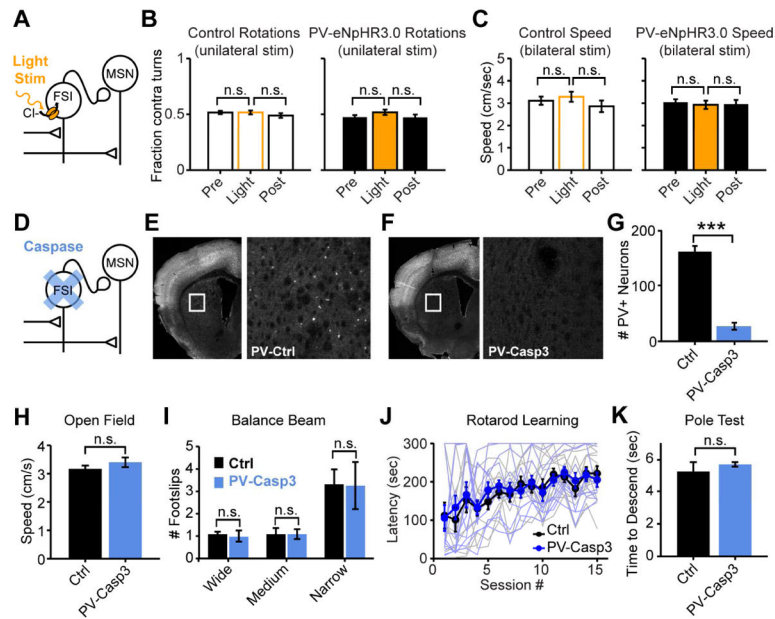 A
Light
Stim
FSI
MSN
Cl-
B
Control Rotations
(unilateral stim)
PV-eNpHR3.0 Rotations
(unilateral stim)
Fraction contra turns
1
0.5
0
n.s.
n.s.
n.s.
n.s.
Pre
Light
Post
Pre
Light
Post
C
Control Speed
(bilateral stim)
PV-eNpHR3.0 Speed
(bilateral stim)
Speed (cm/sec)
5
4
3
2
1
0
n.s.
n.s.
n.s.
n.s.
Pre
Light
Post
Pre
Light
Post
D
Caspase
FSI
MSN
E
PV-Ctrl
F
PV-Casp3
G
# PV+ Neurons
200
100
0
***
Ctrl
PV-Casp3
H
Open Field
Speed (cm/s)
5
4
3
2
1
0
n.s.
Ctrl
PV-Casp3
I
Balance Beam
# Footslips
5
4
3
2
1
0
Ctrl
PV-Casp3
n.s.
n.s.
n.s.
Wide
Medium
Narrow
J
Rotarod Learning
Latency (sec)
300
200
100
0
Ctrl
PV-Casp3
0
5
10
15
Session #
K
Pole Test
Time to Descend (sec)
6
4
2
0
n.s.
Ctrl
PV-Casp3